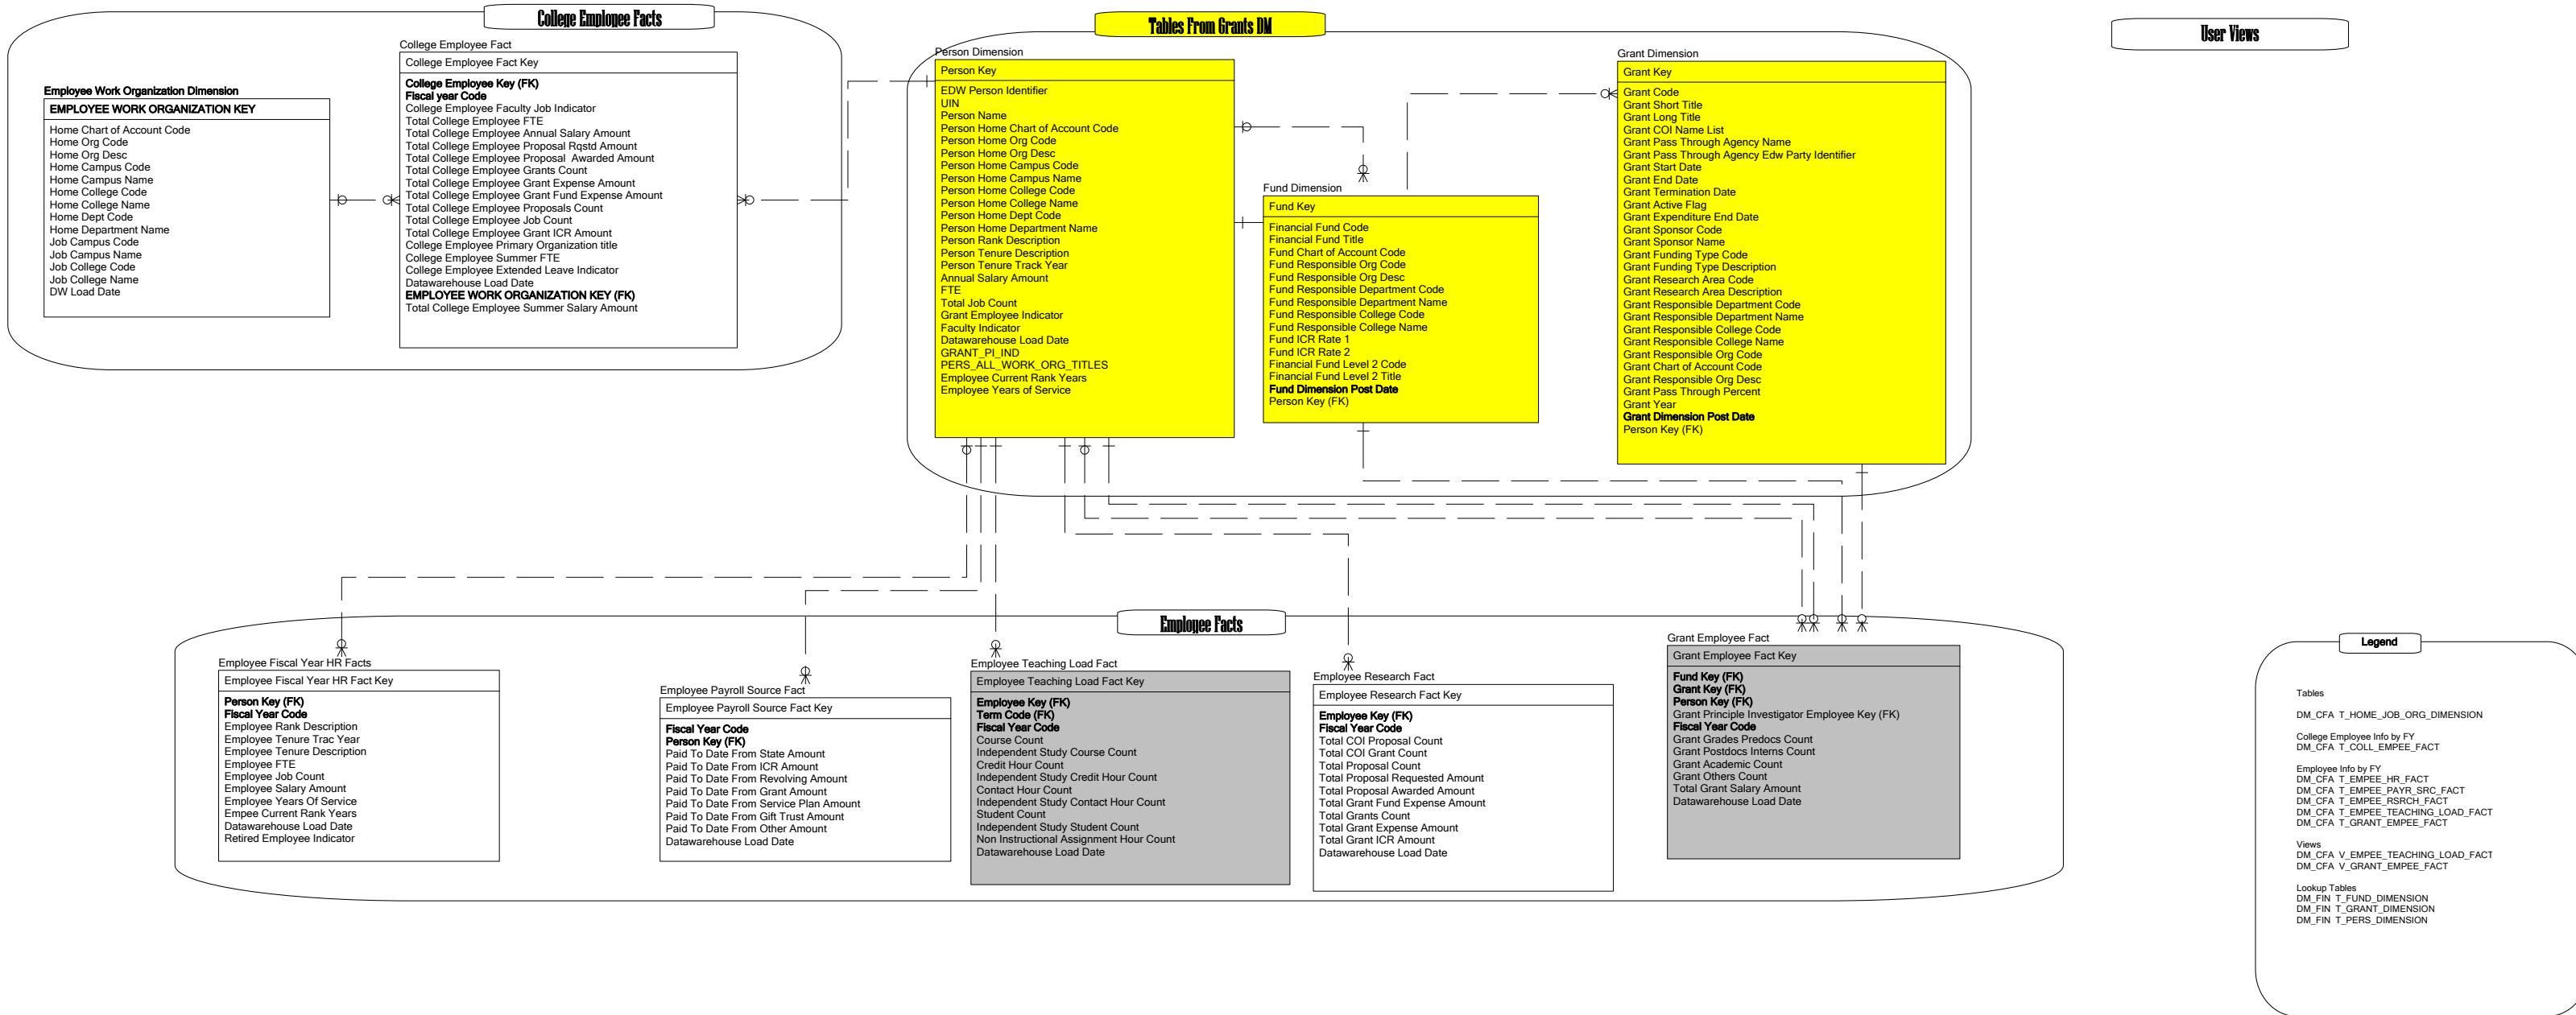 College Employee Facts
College Employee Fact
College Employee Fact Key
College Employee Key (FK)
Fiscal year Code
College Employee Faculty Job Indicator
Total College Employee FTE
Total College Employee Annual Salary Amount
Total College Employee Proposal Rqstd Amount
Total College Employee Proposal  Awarded Amount
Total College Employee Grants Count
Total College Employee Grant Expense Amount
Total College Employee Grant Fund Expense Amount
Total College Employee Proposals Count
Total College Employee Job Count
Total College Employee Grant ICR Amount
College Employee Primary Organization title
College Employee Summer FTE
College Employee Extended Leave Indicator
Datawarehouse Load Date
EMPLOYEE WORK ORGANIZATION KEY (FK)
Total College Employee Summer Salary Amount
Employee Work Organization Dimension
EMPLOYEE WORK ORGANIZATION KEY
Home Chart of Account Code
Home Org Code
Home Org Desc
Home Campus Code
Home Campus Name
Home College Code
Home College Name
Home Dept Code
Home Department Name
Job Campus Code
Job Campus Name
Job College Code
Job College Name
DW Load Date
Tables From Grants DM
Person Dimension
Person Key
EDW Person Identifier
UIN
Person Name
Person Home Chart of Account Code
Person Home Org Code
Person Home Org Desc
Person Home Campus Code
Person Home Campus Name
Person Home College Code
Person Home College Name
Person Home Dept Code
Person Home Department Name
Person Rank Description
Person Tenure Description
Person Tenure Track Year
Annual Salary Amount
FTE
Total Job Count
Grant Employee Indicator
Faculty Indicator
Datawarehouse Load Date
GRANT_PI_IND
PERS_ALL_WORK_ORG_TITLES
Employee Current Rank Years
Employee Years of Service
Fund Dimension
Fund Key
Financial Fund Code
Financial Fund Title
Fund Chart of Account Code
Fund Responsible Org Code
Fund Responsible Org Desc
Fund Responsible Department Code
Fund Responsible Department Name
Fund Responsible College Code
Fund Responsible College Name
Fund ICR Rate 1
Fund ICR Rate 2
Financial Fund Level 2 Code
Financial Fund Level 2 Title
Fund Dimension Post Date
Person Key (FK)
Grant Dimension
Grant Key
Grant Code
Grant Short Title
Grant Long Title
Grant COI Name List
Grant Pass Through Agency Name
Grant Pass Through Agency Edw Party Identifier
Grant Start Date
Grant End Date
Grant Termination Date
Grant Active Flag
Grant Expenditure End Date
Grant Sponsor Code
Grant Sponsor Name
Grant Funding Type Code
Grant Funding Type Description
Grant Research Area Code
Grant Research Area Description
Grant Responsible Department Code
Grant Responsible Department Name
Grant Responsible College Code
Grant Responsible College Name
Grant Responsible Org Code
Grant Chart of Account Code
Grant Responsible Org Desc
Grant Pass Through Percent
Grant Year
Grant Dimension Post Date
Person Key (FK)
User Views
Employee Facts
Employee Fiscal Year HR Facts
Employee Fiscal Year HR Fact Key
Person Key (FK)
Fiscal Year Code
Employee Rank Description
Employee Tenure Trac Year
Employee Tenure Description
Employee FTE
Employee Job Count
Employee Salary Amount
Employee Years Of Service
Empee Current Rank Years
Datawarehouse Load Date
Retired Employee Indicator
Employee Payroll Source Fact
Employee Payroll Source Fact Key
Fiscal Year Code
Person Key (FK)
Paid To Date From State Amount
Paid To Date From ICR Amount
Paid To Date From Revolving Amount
Paid To Date From Grant Amount
Paid To Date From Service Plan Amount
Paid To Date From Gift Trust Amount
Paid To Date From Other Amount
Datawarehouse Load Date
Employee Teaching Load Fact
Employee Teaching Load Fact Key
Employee Key (FK)
Term Code (FK)
Fiscal Year Code
Course Count
Independent Study Course Count
Credit Hour Count
Independent Study Credit Hour Count
Contact Hour Count
Independent Study Contact Hour Count
Student Count
Independent Study Student Count
Non Instructional Assignment Hour Count
Datawarehouse Load Date
Employee Research Fact
Employee Research Fact Key
Employee Key (FK)
Fiscal Year Code
Total COI Proposal Count
Total COI Grant Count
Total Proposal Count
Total Proposal Requested Amount
Total Proposal Awarded Amount
Total Grant Fund Expense Amount
Total Grants Count
Total Grant Expense Amount
Total Grant ICR Amount
Datawarehouse Load Date
Grant Employee Fact
Grant Employee Fact Key
Fund Key (FK)
Grant Key (FK)
Person Key (FK)
Grant Principle Investigator Employee Key (FK)
Fiscal Year Code
Grant Grades Predocs Count
Grant Postdocs Interns Count
Grant Academic Count
Grant Others Count
Total Grant Salary Amount
Datawarehouse Load Date
Legend
Tables
DM_CFA  T_HOME_JOB_ORG_DIMENSION
College Employee Info by FY
DM_CFA  T_COLL_EMPEE_FACT
Employee Info by FY
DM_CFA  T_EMPEE_HR_FACT
DM_CFA  T_EMPEE_PAYR_SRC_FACT
DM_CFA  T_EMPEE_RSRCH_FACT
DM_CFA  T_EMPEE_TEACHING_LOAD_FACT
DM_CFA  T_GRANT_EMPEE_FACT
Views
DM_CFA  V_EMPEE_TEACHING_LOAD_FACT
DM_CFA  V_GRANT_EMPEE_FACT
Lookup Tables
DM_FIN  T_FUND_DIMENSION
DM_FIN  T_GRANT_DIMENSION
DM_FIN  T_PERS_DIMENSION